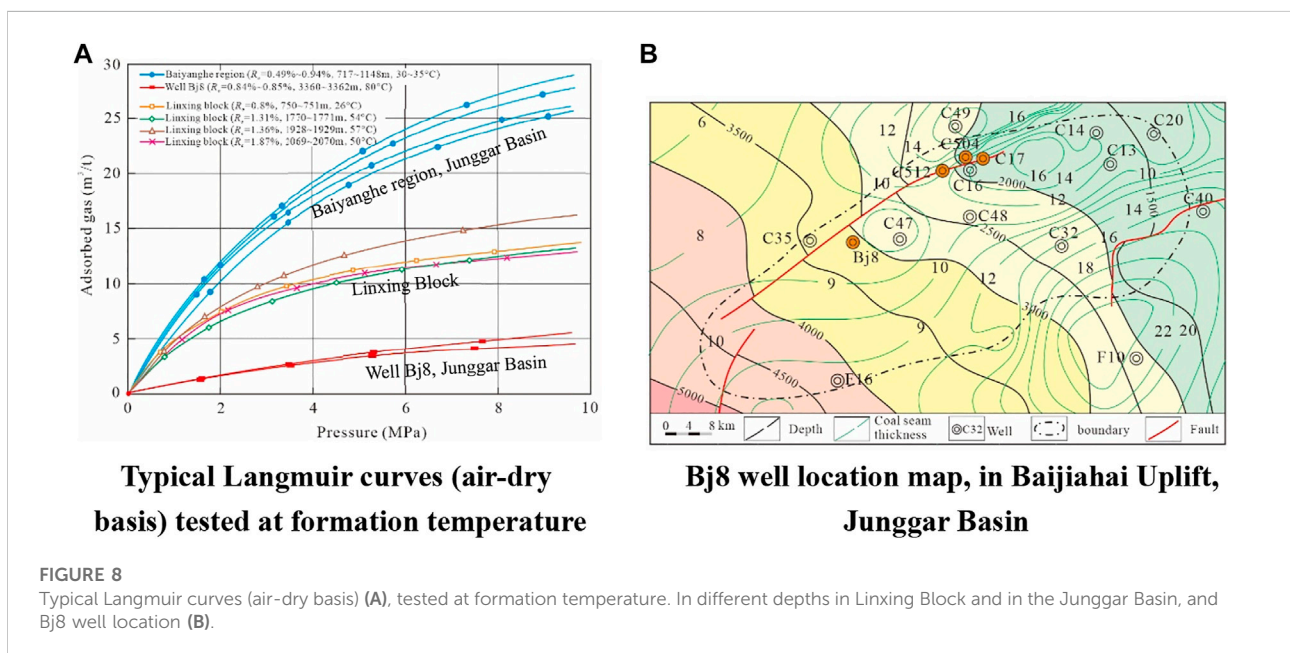 A
30
25
20
15
10
5
0
0
2
4
6
8
10
Adsorbed gas (m³/t)
Pressure (MPa)
Baiyanghe region (Rₒ=0.49%~0.94%, 717~1148m, 30~35°C)
Well Bj8 (Rₒ=0.84%~0.85%, 3360~3362m, 80°C)
Linxing block (Rₒ=0.8%, 750~751m, 26°C)
Linxing block (Rₒ=1.31%, 1770~1771m, 54°C)
Linxing block (Rₒ=1.36%, 1928~1929m, 57°C)
Linxing block (Rₒ=1.87%, 2069~2070m, 50°C)
Baiyanghe region, Junggar Basin
Linxing Block
Well Bj8, Junggar Basin
Typical Langmuir curves (air-dry
basis) tested at formation temperature
B
6
3500
12
C49
16
C14
C20
14
C504
C17
C13
C512
C16
16
14
10
10
2000
12
1500
C40
14
8
C35
C47
C48
2500
C32
16
Bj8
10
12
18
9
3000
4000
9
22
20
10
F10
4500
E16
5000
0 4 8 km
Depth
Coal seam
thickness
C32
Well
boundary
Fault
Bj8 well location map, in Baijiahai Uplift,
Junggar Basin
FIGURE 8
Typical Langmuir curves (air-dry basis) (A), tested at formation temperature. In different depths in Linxing Block and in the Junggar Basin, and
Bj8 well location (B).